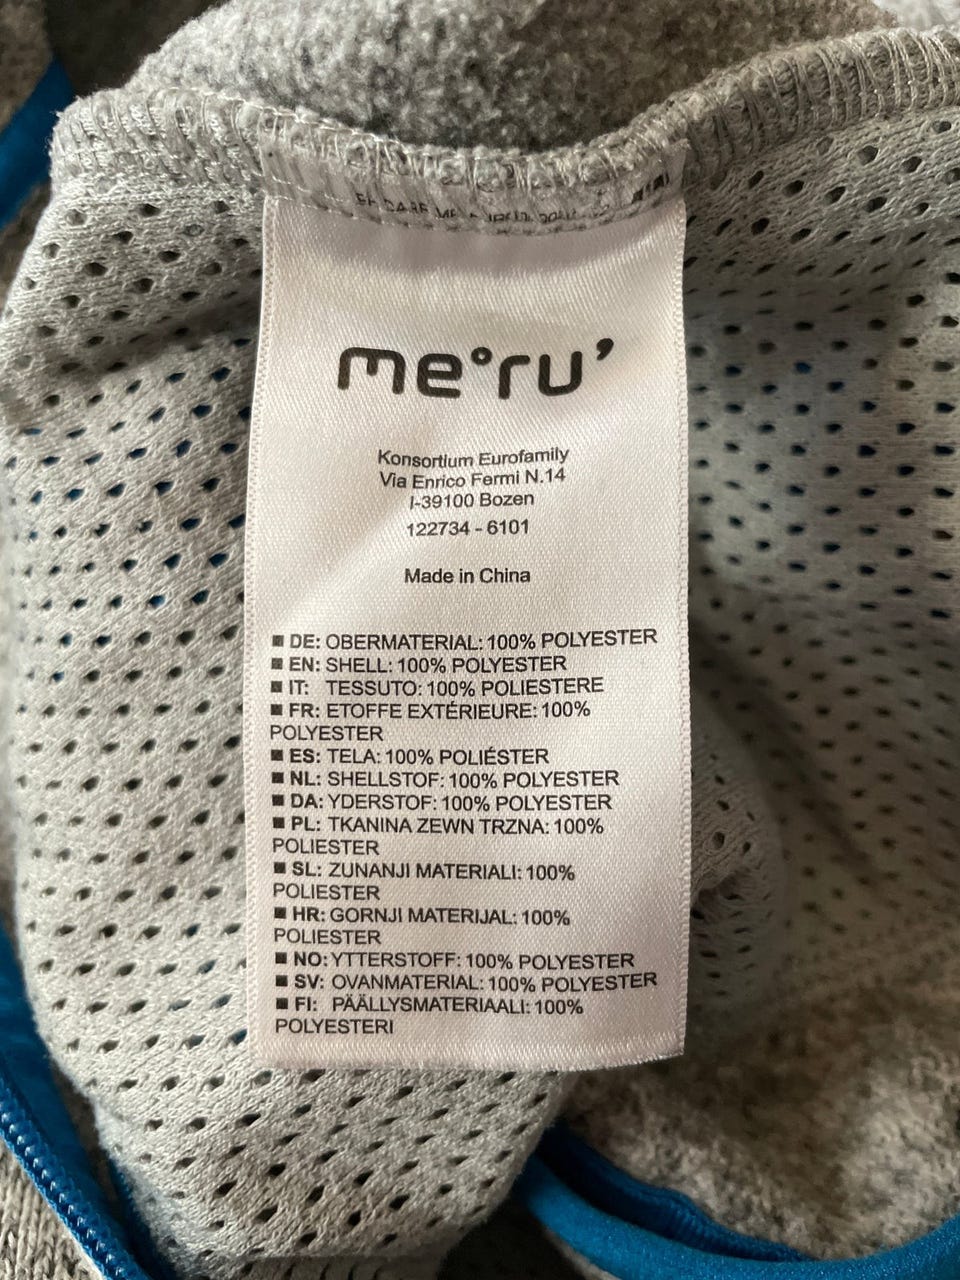 me°ru'
Konsortium Eurofamily
Via Enrico Fermi N.14
I-39100 Bozen
122734 - 6101
Made in China
■ DE: OBERMATERIAL: 100% POLYESTER
■ EN: SHELL: 100% POLYESTER
■ IT: TESSUTO: 100% POLIESTERE
■ FR: ETOFFE EXTÉRIEURE: 100%
POLYESTER
■ ES: TELA: 100% POLIÉSTER
■ NL: SHELLSTOF: 100% POLYESTER
■ DA: YDERSTOF: 100% POLYESTER
■ PL: TKANINA ZEWN TRZNA: 100%
POLIESTER
■ SL: ZUNANJI MATERIALI: 100%
POLIESTER
■ HR: GORNJI MATERIJAL: 100%
POLIESTER
■ NO: YTTERSTOFF: 100% POLYESTER
■ SV: OVANMATERIAL: 100% POLYESTER
■ FI: PÄÄLLYSMATERIAALI: 100%
POLYESTERI